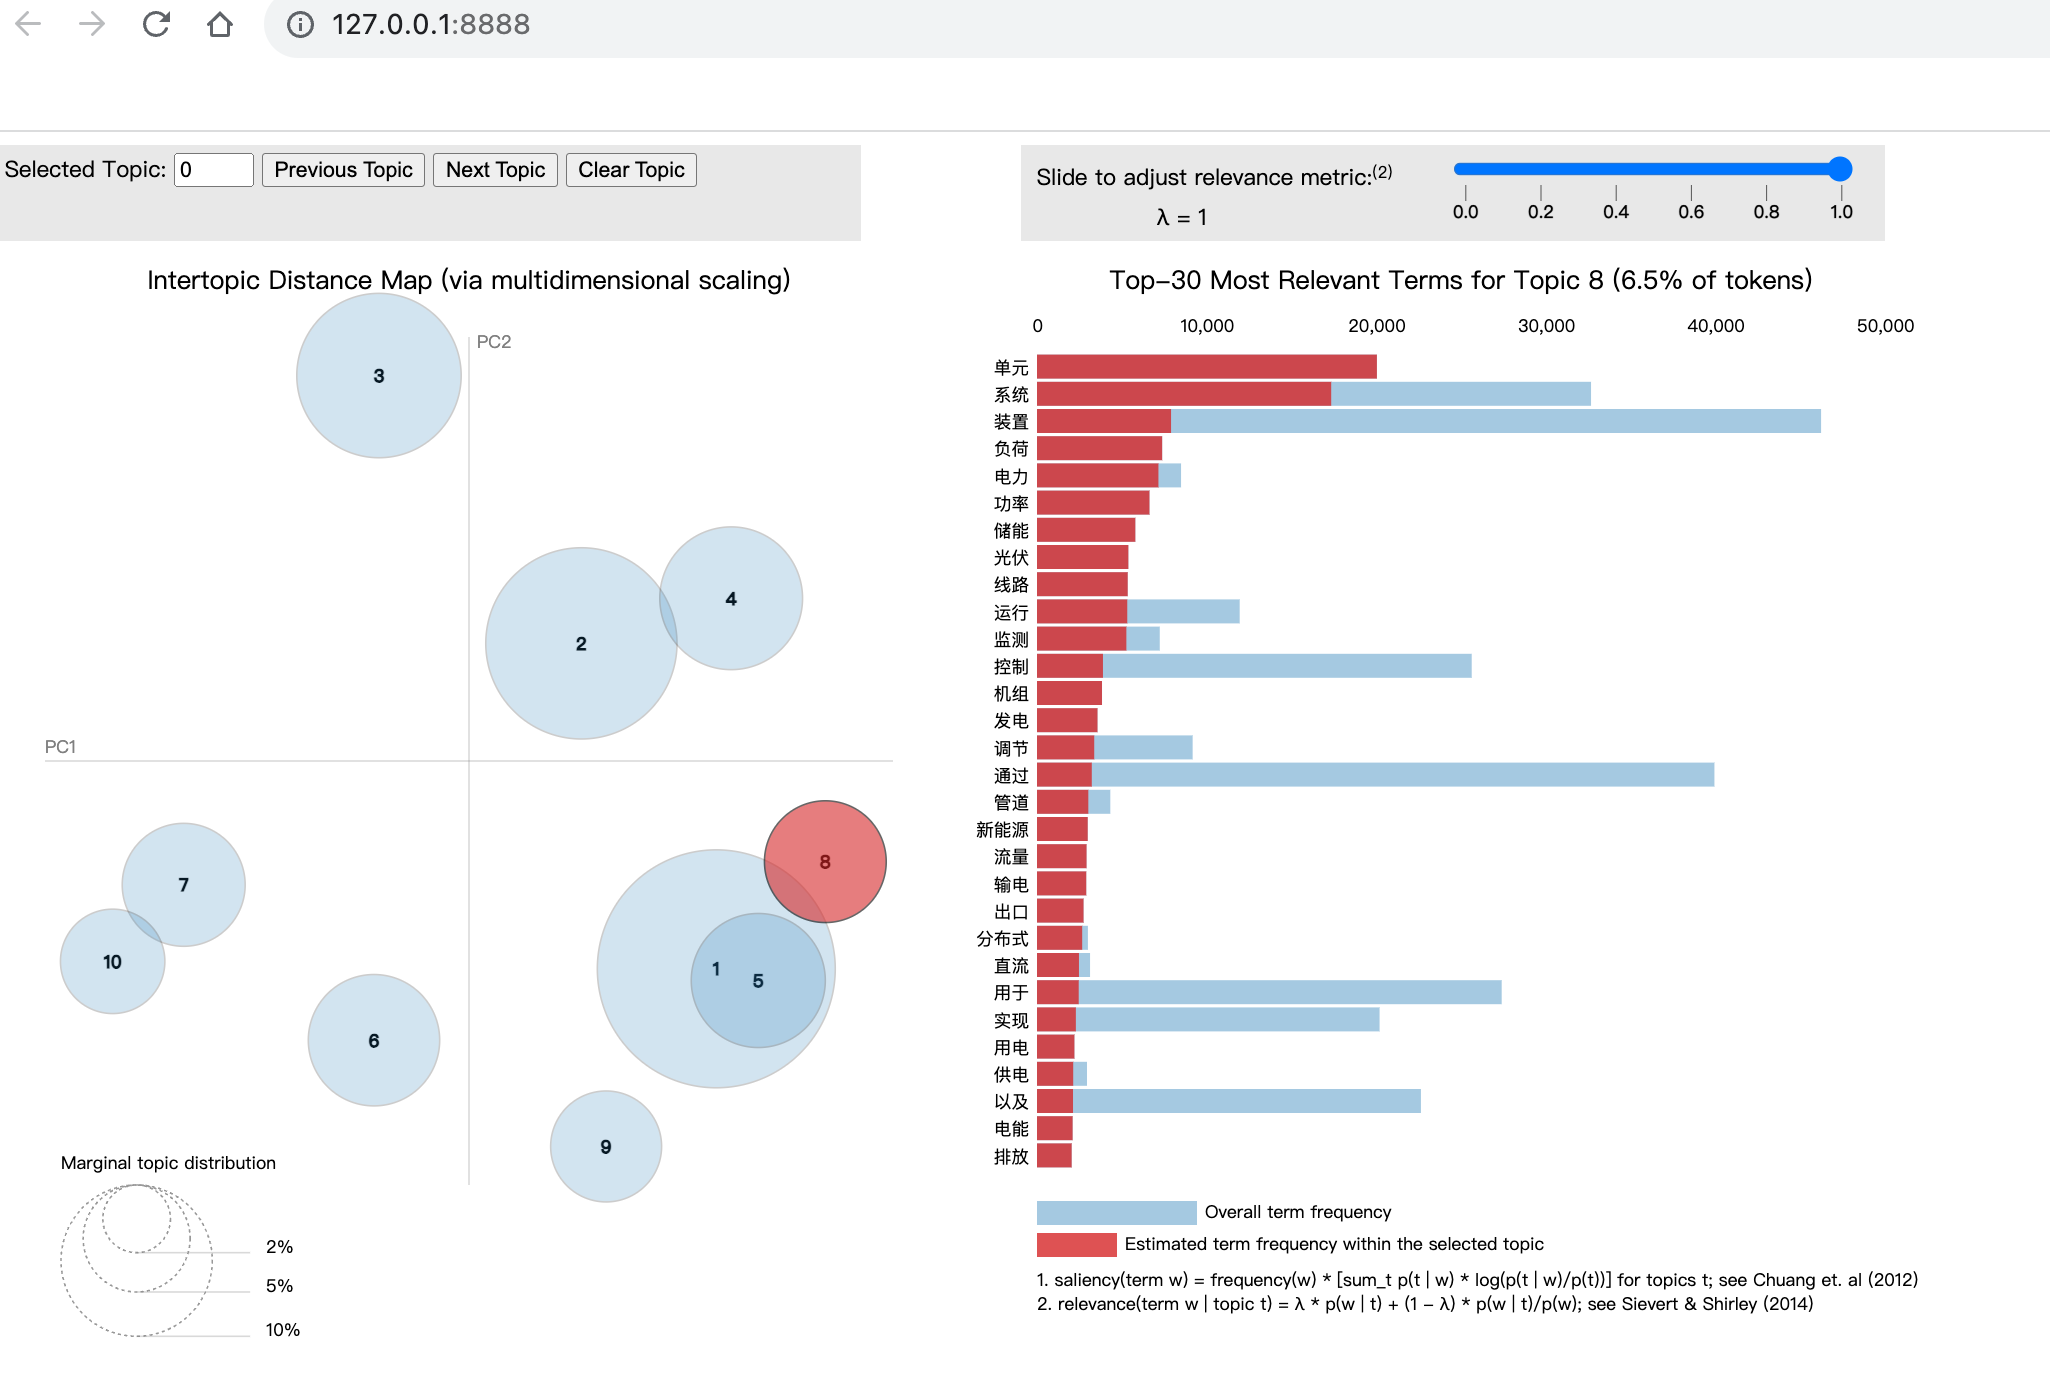 127.0.0.1:8888
Selected Topic: 0 Previous Topic Next Topic Clear Topic
Slide to adjust relevance metric:(2)
λ = 1
0.0 0.2 0.4 0.6 0.8 1.0
Intertopic Distance Map (via multidimensional scaling)
PC2
PC1
3
4
2
7
10
6
8
1
5
9
Marginal topic distribution
2%
5%
10%
Top-30 Most Relevant Terms for Topic 8 (6.5% of tokens)
0 10,000 20,000 30,000 40,000 50,000
单元
系统
装置
负荷
电力
功率
储能
光伏
线路
运行
监测
控制
机组
发电
调节
通过
管道
新能源
流量
输电
出口
分布式
直流
用于
实现
用电
供电
以及
电能
排放
Overall term frequency
Estimated term frequency within the selected topic
1. saliency(term w) = frequency(w) * [sum_t p(t | w) * log(p(t | w)/p(t))] for topics t; see Chuang et. al (2012)
2. relevance(term w | topic t) = λ * p(w | t) + (1 - λ) * p(w | t)/p(w); see Sievert & Shirley (2014)